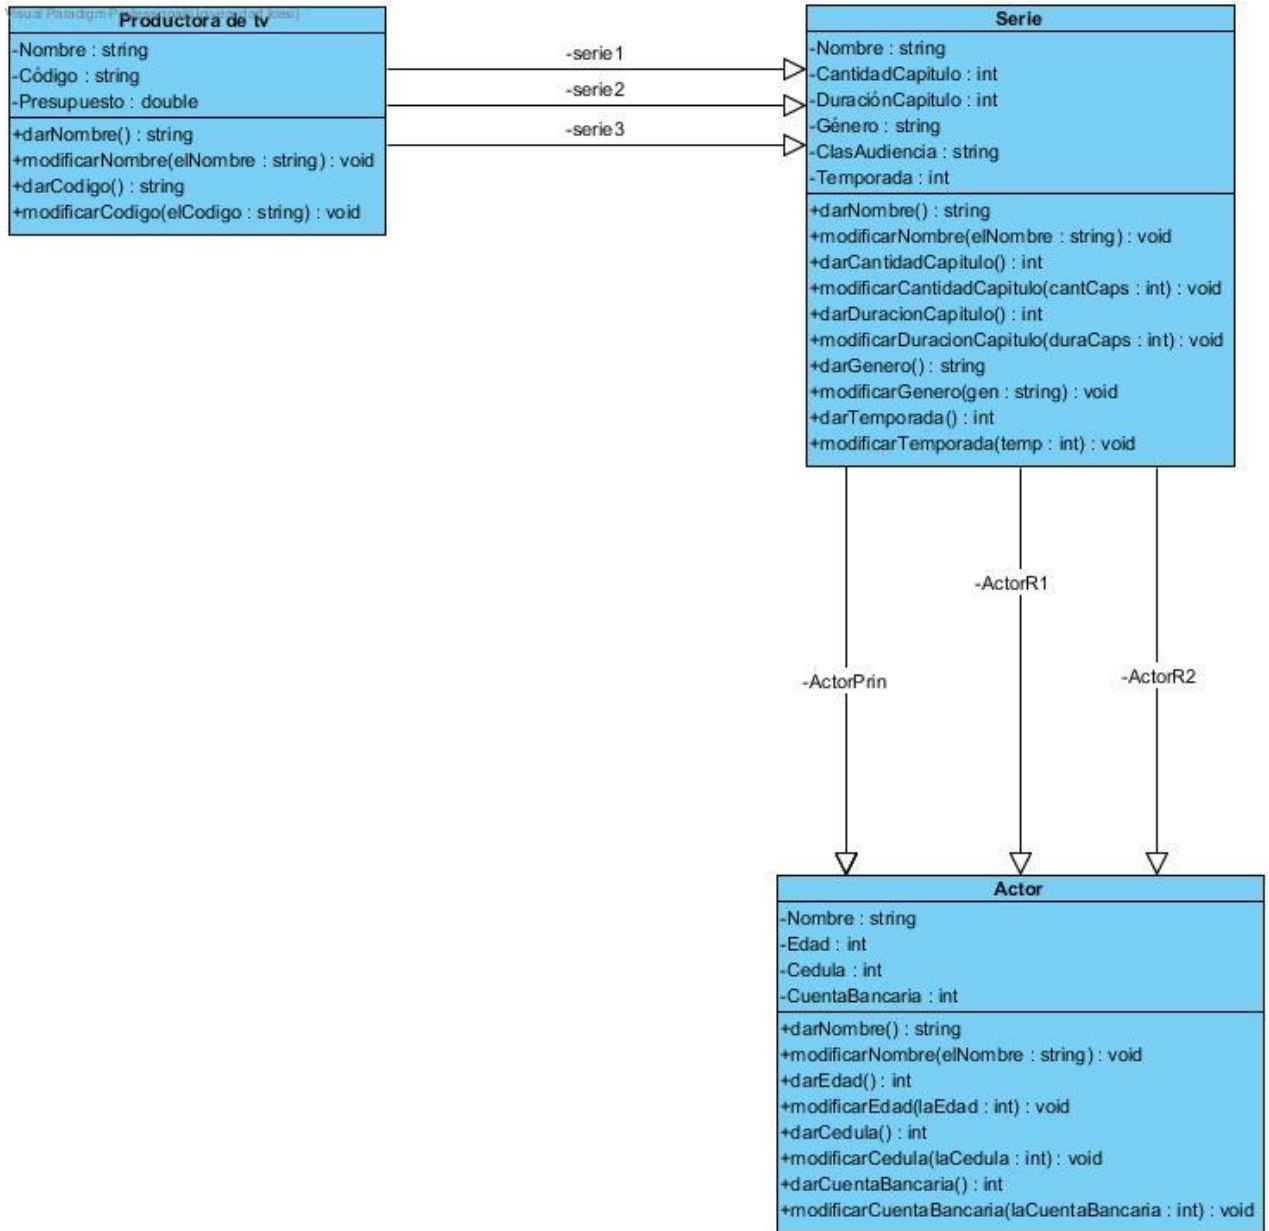 Productora de tv
-Nombre : string
-Código : string
-Presupuesto : double
+darNombre() : string
+modificarNombre(elNombre : string) : void
+darCodigo() : string
+modificarCodigo(elCodigo : string) : void
-serie1
-serie2
-serie3
Serie
-Nombre : string
-CantidadCapitulo : int
-DuraciónCapitulo : int
-Género : string
-ClasAudiencia : string
-Temporada : int
+darNombre() : string
+modificarNombre(elNombre : string) : void
+darCantidadCapitulo() : int
+modificarCantidadCapitulo(cantCaps : int) : void
+darDuracionCapitulo() : int
+modificarDuracionCapitulo(duraCaps : int) : void
+darGenero() : string
+modificarGenero(gen : string) : void
+darTemporada() : int
+modificarTemporada(temp : int) : void
-ActorPrin
-ActorR1
-ActorR2
Actor
-Nombre : string
-Edad : int
-Cedula : int
-CuentaBancaria : int
+darNombre() : string
+modificarNombre(elNombre : string) : void
+darEdad() : int
+modificarEdad(laEdad : int) : void
+darCedula() : int
+modificarCedula(laCedula : int) : void
+darCuentaBancaria() : int
+modificarCuentaBancaria(laCuentaBancaria : int) : void